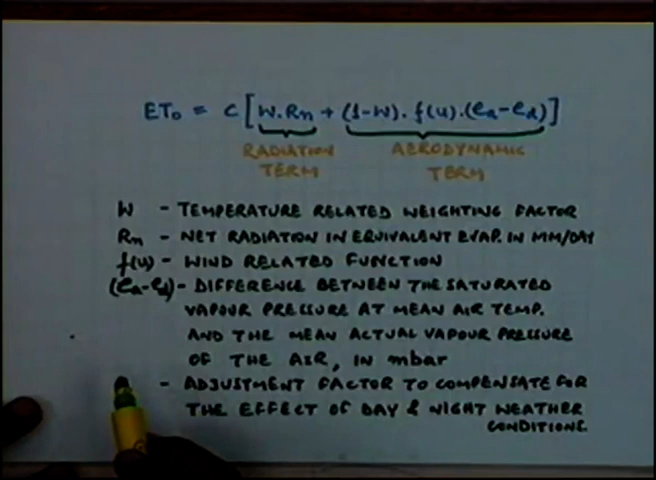 ETo = C [W.Rn + (1-W). f(u).(ea-ed)]
RADIATION TERM
AERODYNAMIC TERM
W - TEMPERATURE RELATED WEIGHTING FACTOR
Rn - NET RADIATION IN EQUIVALENT EVAP. IN MM/DAY
f(u) - WIND RELATED FUNCTION
(ea-ed) - DIFFERENCE BETWEEN THE SATURATED
VAPOUR PRESSURE AT MEAN AIR TEMP.
AND THE MEAN ACTUAL VAPOUR PRESSURE
OF THE AIR, IN mbar
- ADJUSTMENT FACTOR TO COMPENSATE FOR
THE EFFECT OF DAY & NIGHT WEATHER
CONDITIONS.